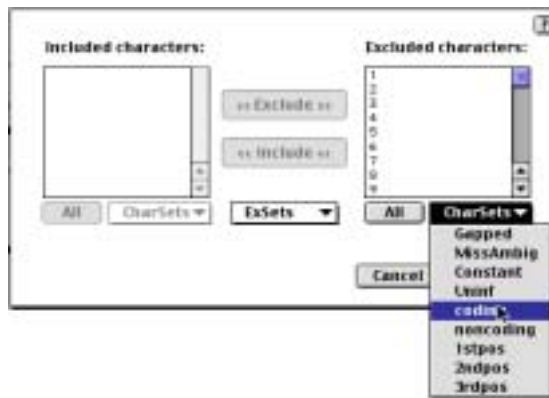 ?
Included characters:
Excluded characters:
1
2
3
4
5
6
7
8
9
<< Exclude <<
<< Include <<
All
CharSets
ExSets
All
CharSets
Gapped
MissAmbig
Constant
Uninf
coding
noncoding
1stpos
2ndpos
3rdpos
Cancel